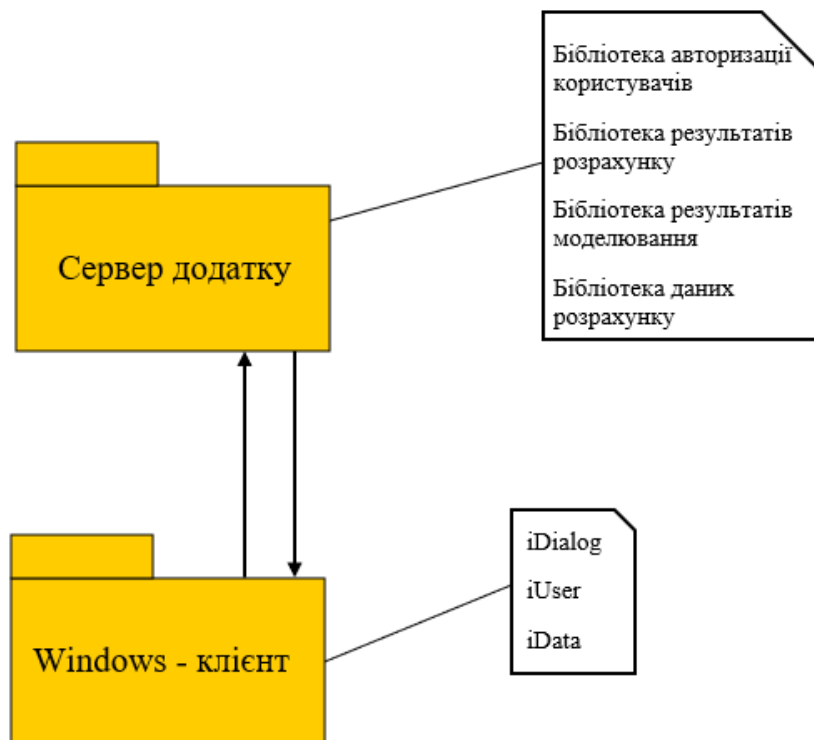 Бібліотека авторизації
користувачів
Бібліотека результатів
розрахунку
Бібліотека результатів
моделювання
Бібліотека даних
розрахунку
Сервер додатку
iDialog
iUser
iData
Windows - клієнт